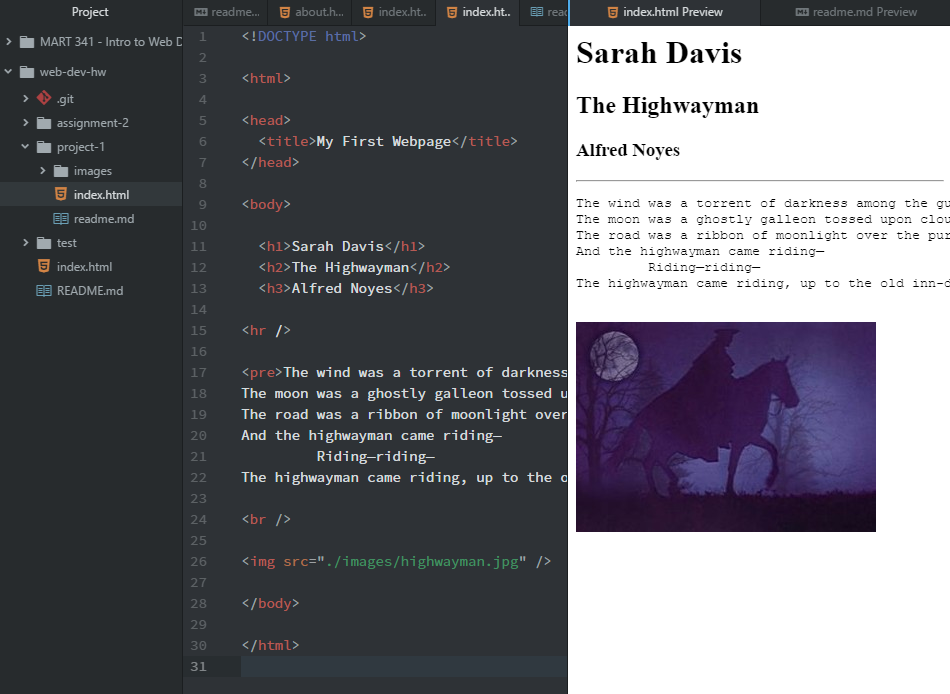 Project
MART 341 - Intro to Web D
web-dev-hw
.git
assignment-2
project-1
images
index.html
readme.md
test
index.html
README.md
readme...
about.h...
index.ht..
index.ht..
read
1 <!DOCTYPE html>
2
3 <html>
4
5 <head>
6 <title>My First Webpage</title>
7 </head>
8
9 <body>
10
11 <h1>Sarah Davis</h1>
12 <h2>The Highwayman</h2>
13 <h3>Alfred Noyes</h3>
14
15 <hr />
16
17 <pre>The wind was a torrent of darkness
18 The moon was a ghostly galleon tossed u
19 The road was a ribbon of moonlight over
20 And the highwayman came riding—
21 Riding—riding—
22 The highwayman came riding, up to the o
23
24 <br />
25
26 <img src="./images/highwayman.jpg" />
27
28 </body>
29
30 </html>
31
index.html Preview
readme.md Preview
Sarah Davis
The Highwayman
Alfred Noyes
The wind was a torrent of darkness among the gu
The moon was a ghostly galleon tossed upon clou
The road was a ribbon of moonlight over the pur
And the highwayman came riding—
Riding—riding—
The highwayman came riding, up to the old inn-d